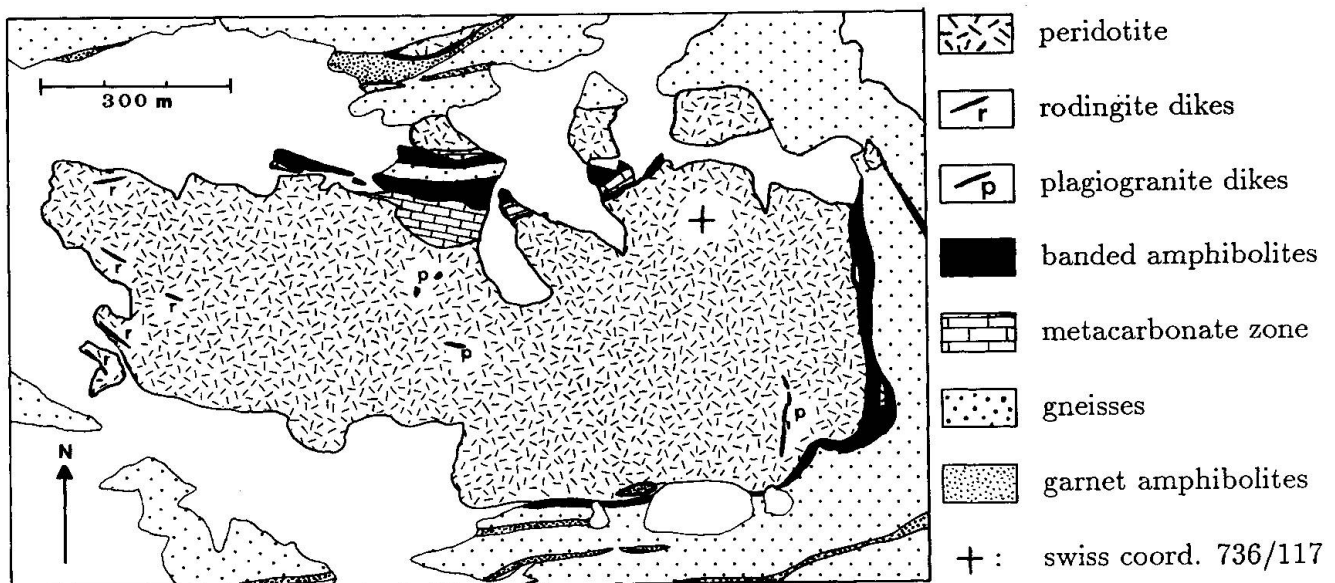 300 m
r
r
r
r
r
p
p
p
N
peridotite
r
rodingite dikes
p
plagiogranite dikes
banded amphibolites
metacarbonate zone
gneisses
garnet amphibolites
+ : swiss coord. 736/117